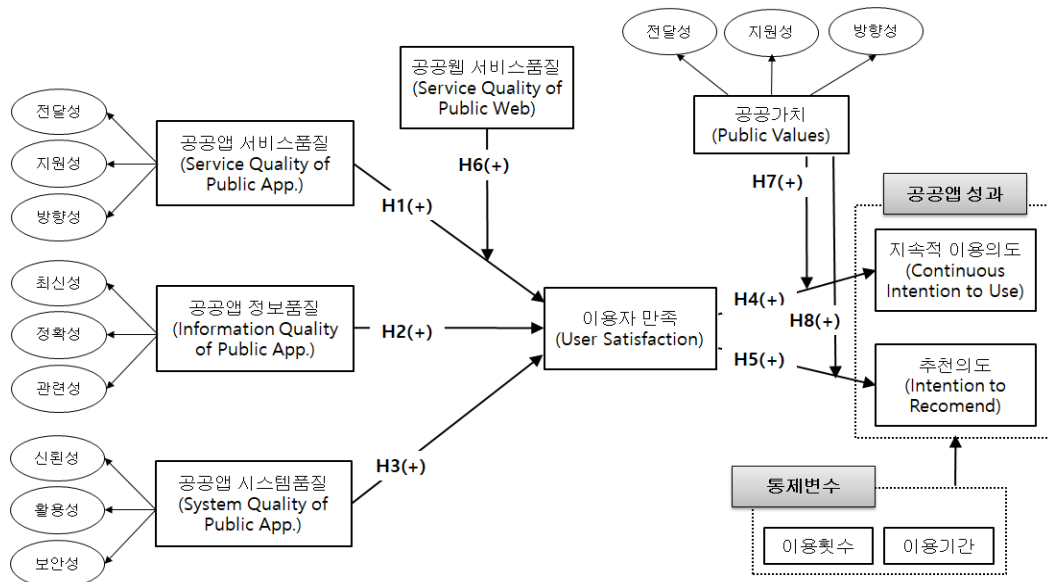 전달성
지원성
방향성
공공웹 서비스품질
(Service Quality of
Public Web)
공공가치
(Public Values)
전달성
지원성
방향성
공공앱 서비스품질
(Service Quality of
Public App.)
H6(+)
H7(+)
H1(+)
공공앱 성과
지속적 이용의도
(Continuous
Intention to Use)
최신성
정확성
관련성
공공앱 정보품질
(Information Quality
of Public App.)
H2(+)
이용자 만족
(User Satisfaction)
H4(+)
H8(+)
H5(+)
추천의도
(Intention to
Recomend)
신뢴성
활용성
보안성
공공앱 시스템품질
(System Quality of
Public App.)
H3(+)
통제변수
이용횟수
이용기간